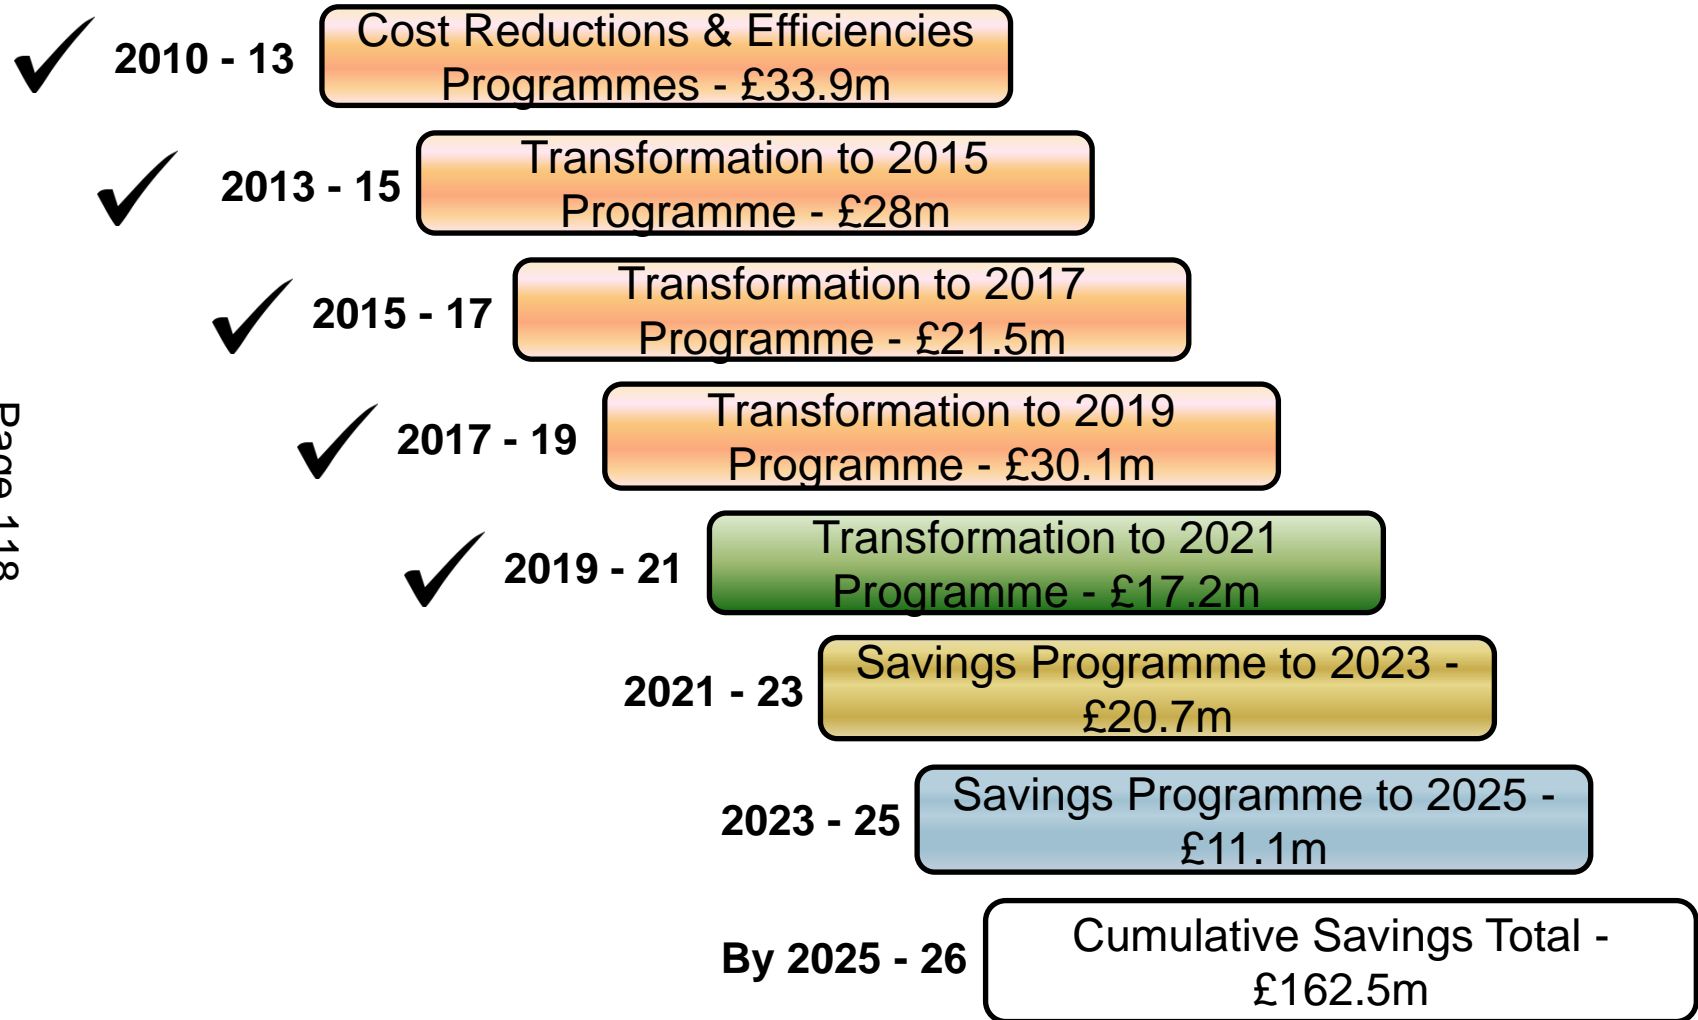 2010 - 13
Cost Reductions & Efficiencies
Programmes - £33.9m
2013 - 15
Transformation to 2015
Programme - £28m
2015 - 17
Transformation to 2017
Programme - £21.5m
2017 - 19
Transformation to 2019
Programme - £30.1m
2019 - 21
Transformation to 2021
Programme - £17.2m
2021 - 23
Savings Programme to 2023 -
£20.7m
2023 - 25
Savings Programme to 2025 -
£11.1m
By 2025 - 26
Cumulative Savings Total -
£162.5m
Page 118